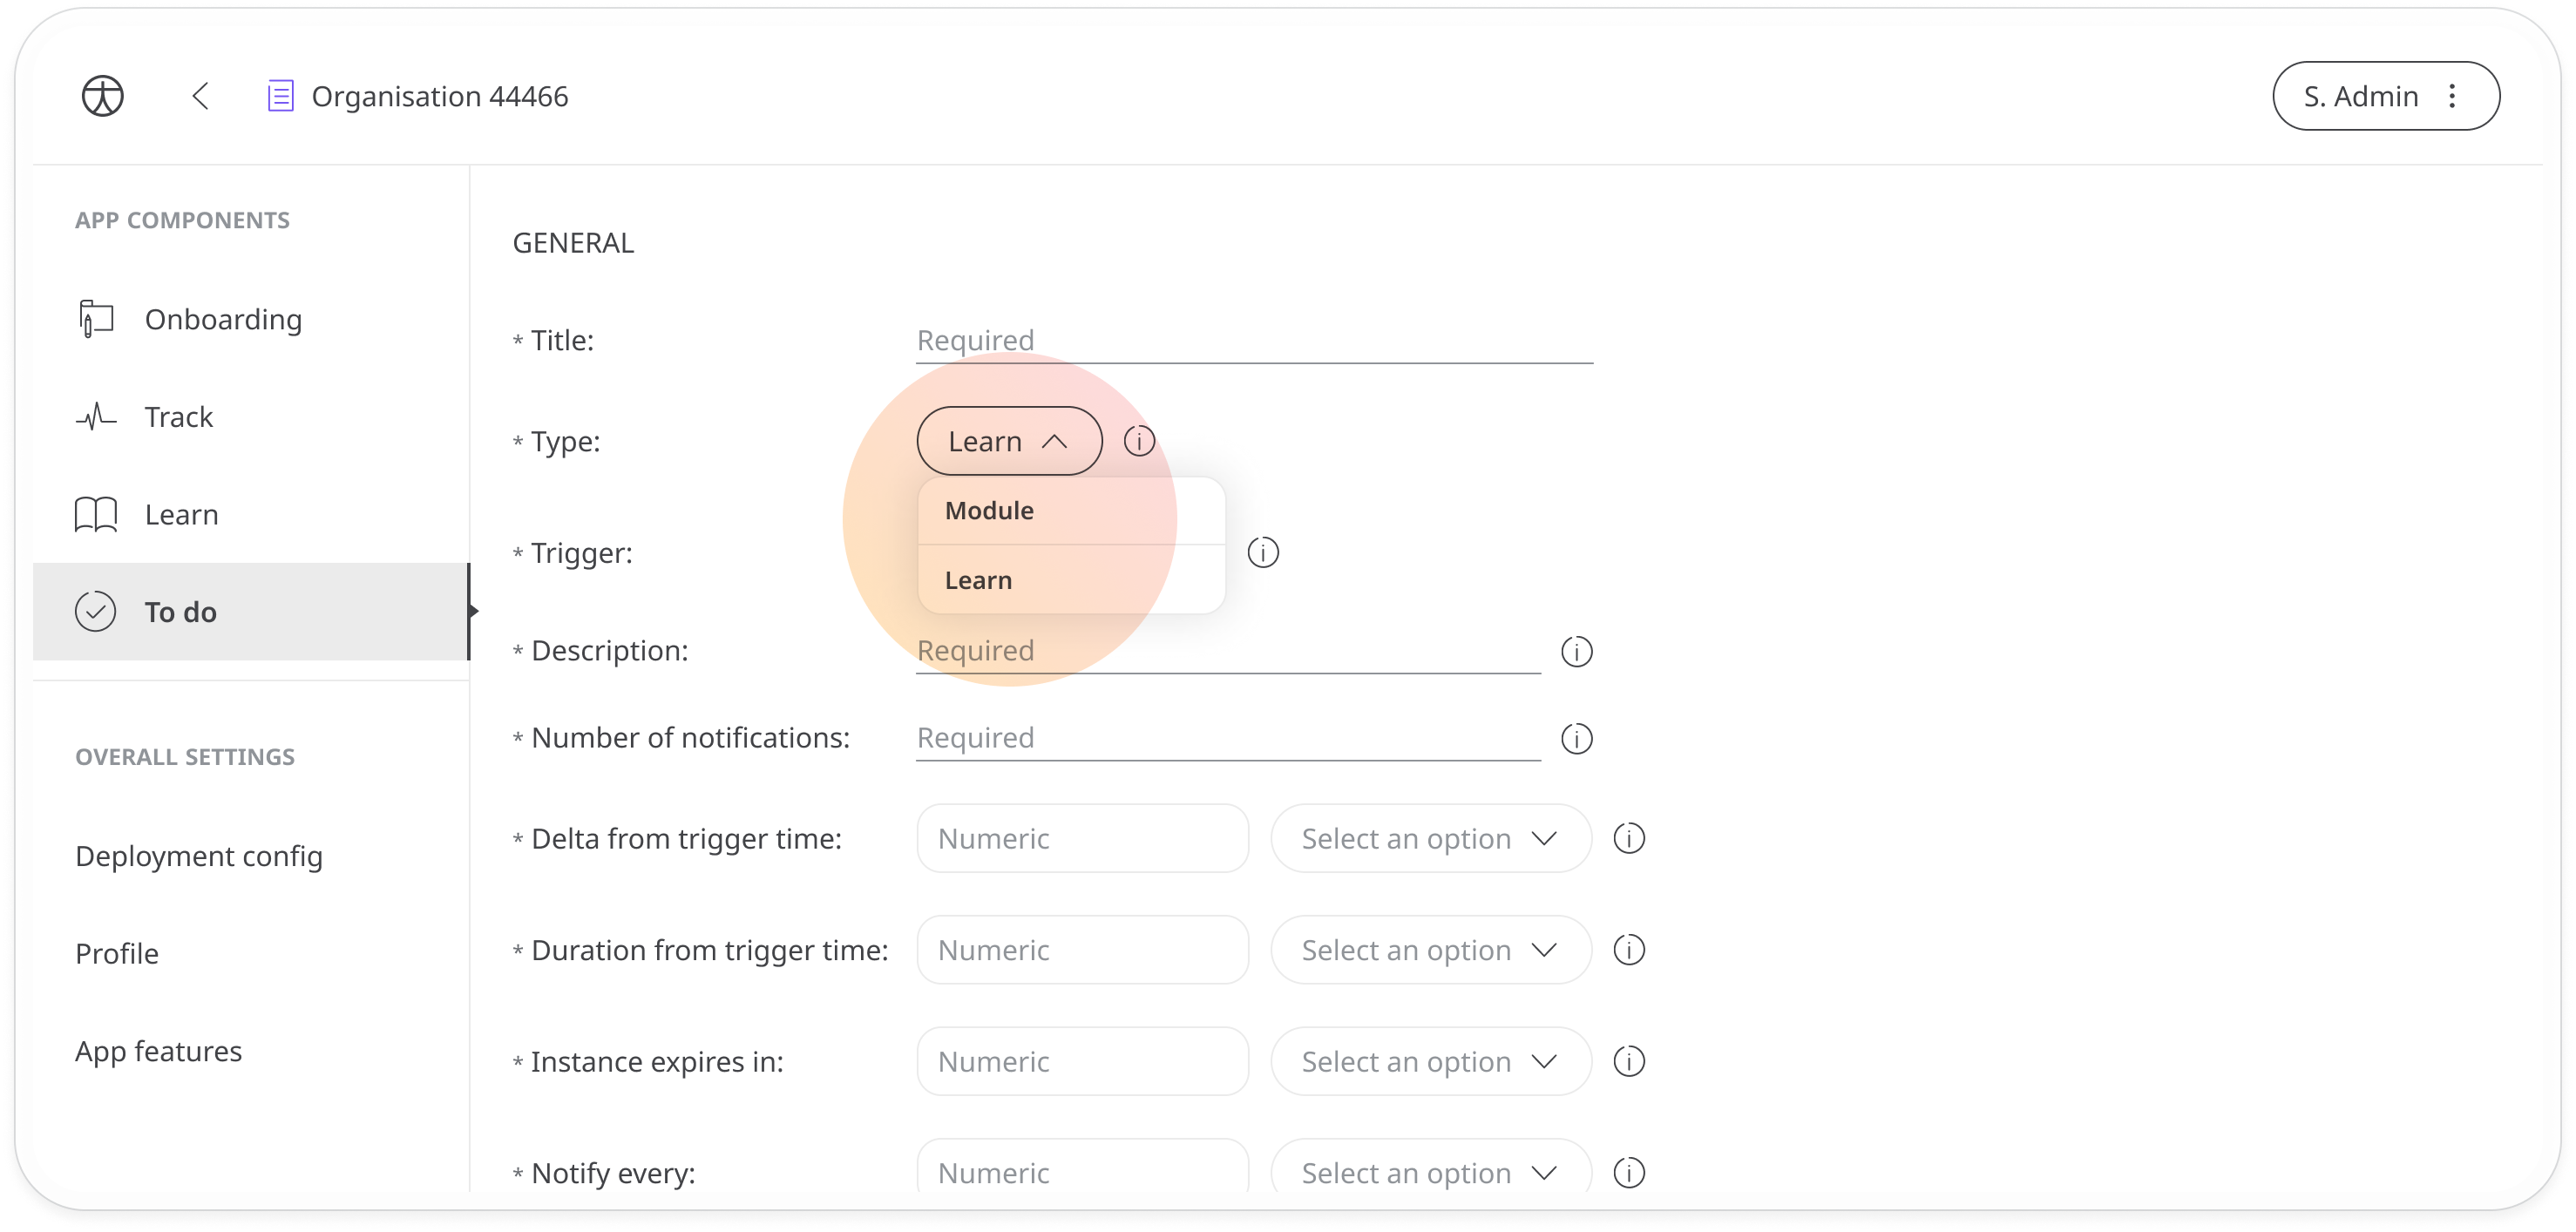 Organisation 44466
S. Admin
APP COMPONENTS
Onboarding
Track
Learn
To do
OVERALL SETTINGS
Deployment config
Profile
App features
GENERAL
* Title: Required
* Type: Learn
Module
Learn
* Trigger:
* Description: Required
* Number of notifications: Required
* Delta from trigger time: Numeric Select an option
* Duration from trigger time: Numeric Select an option
* Instance expires in: Numeric Select an option
* Notify every: Numeric Select an option